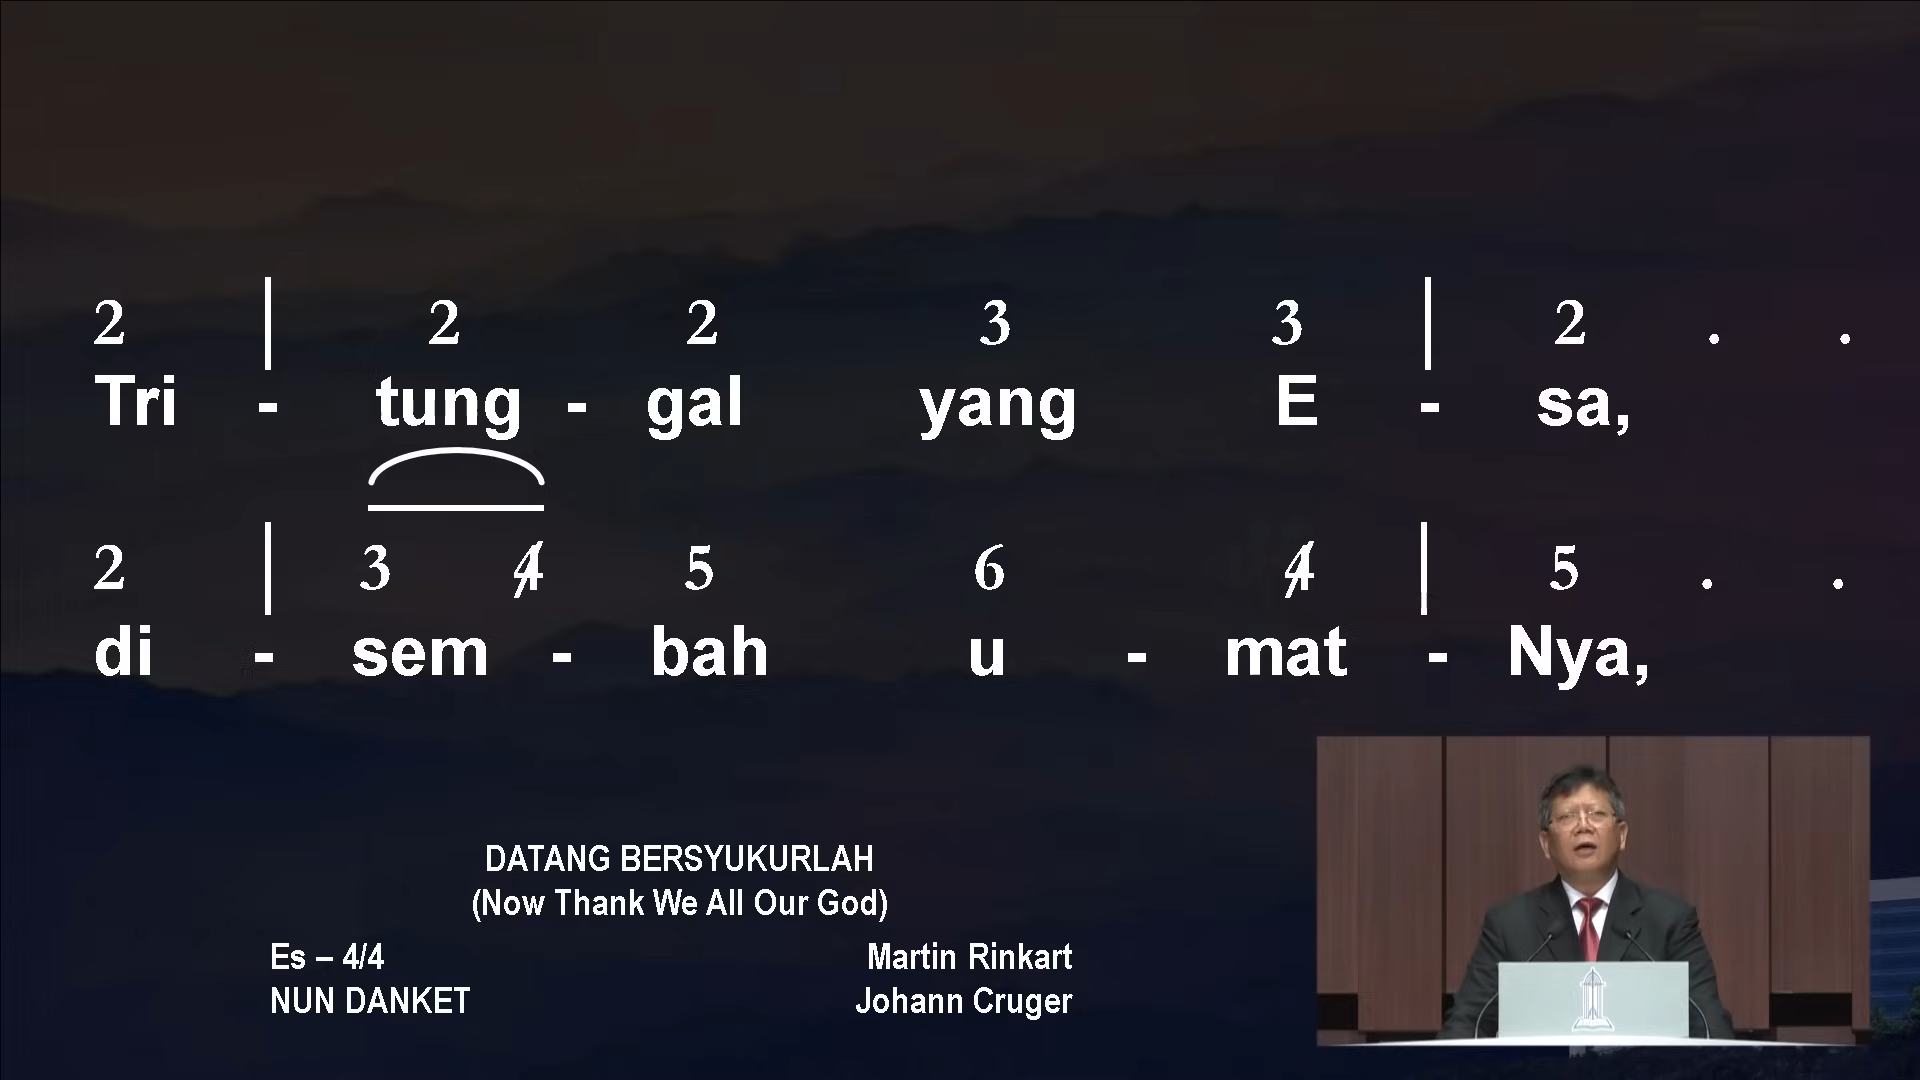 2 | 2 2 3 3 | 2 . .
Tri - tung - gal yang E - sa,
2 | 3 4̸ 5 6 4̸ | 5 . .
di - sem - bah u - mat - Nya,
DATANG BERSYUKURLAH
(Now Thank We All Our God)
Es – 4/4 Martin Rinkart
NUN DANKET Johann Cruger